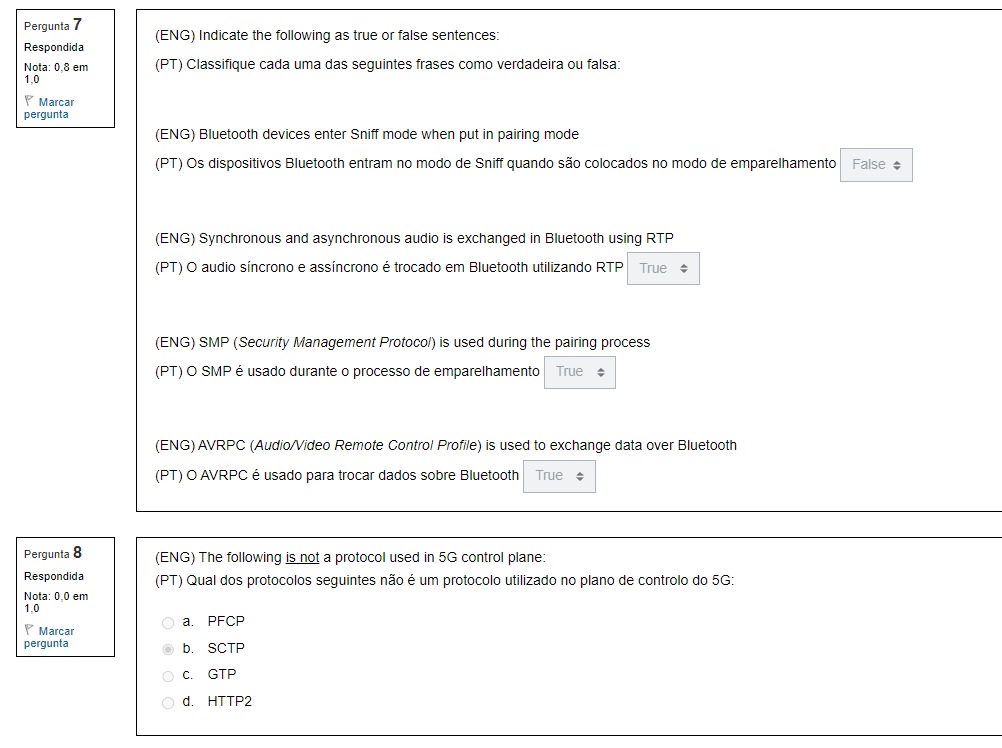 Pergunta 7
Respondida
Nota: 0,8 em
1,0
Marcar
pergunta
(ENG) Indicate the following as true or false sentences:
(PT) Classifique cada uma das seguintes frases como verdadeira ou falsa:
(ENG) Bluetooth devices enter Sniff mode when put in pairing mode
(PT) Os dispositivos Bluetooth entram no modo de Sniff quando são colocados no modo de emparelhamento False
(ENG) Synchronous and asynchronous audio is exchanged in Bluetooth using RTP
(PT) O audio síncrono e assíncrono é trocado em Bluetooth utilizando RTP True
(ENG) SMP (Security Management Protocol) is used during the pairing process
(PT) O SMP é usado durante o processo de emparelhamento True
(ENG) AVRPC (Audio/Video Remote Control Profile) is used to exchange data over Bluetooth
(PT) O AVRPC é usado para trocar dados sobre Bluetooth True
Pergunta 8
Respondida
Nota: 0,0 em
1,0
Marcar
pergunta
(ENG) The following is not a protocol used in 5G control plane:
(PT) Qual dos protocolos seguintes não é um protocolo utilizado no plano de controlo do 5G:
a. PFCP
b. SCTP
c. GTP
d. HTTP2